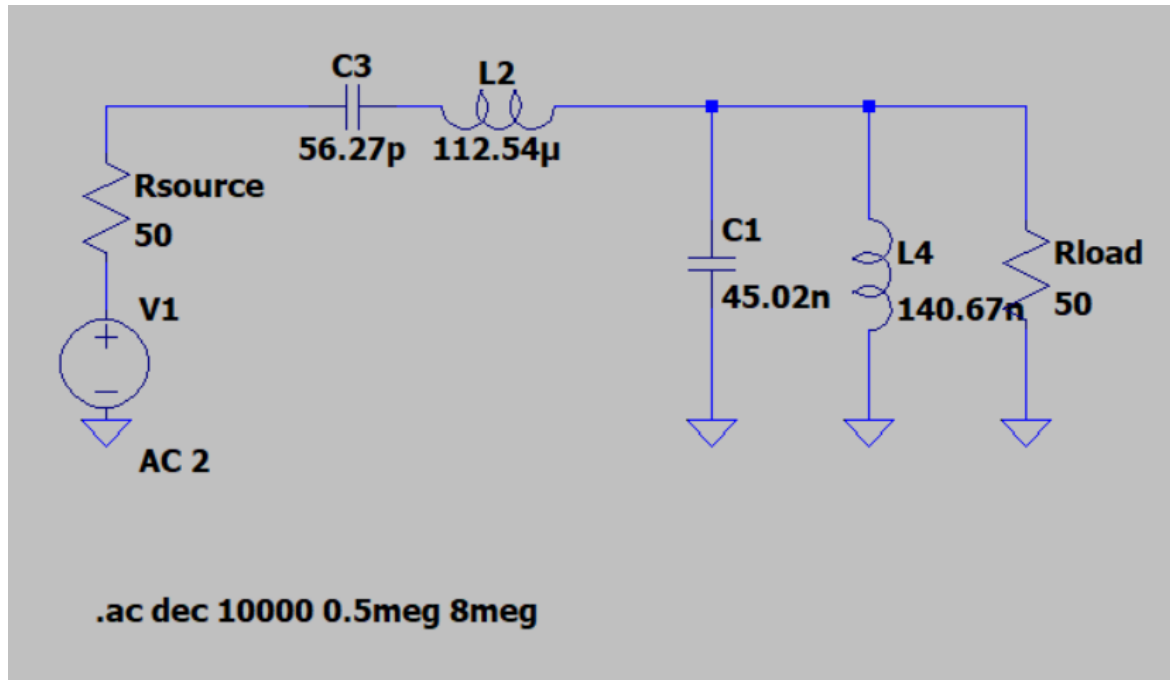 C3
L2
56.27p
112.54µ
Rsource
50
C1
45.02n
L4
140.67n
Rload
50
V1
+
−
AC 2
.ac dec 10000 0.5meg 8meg